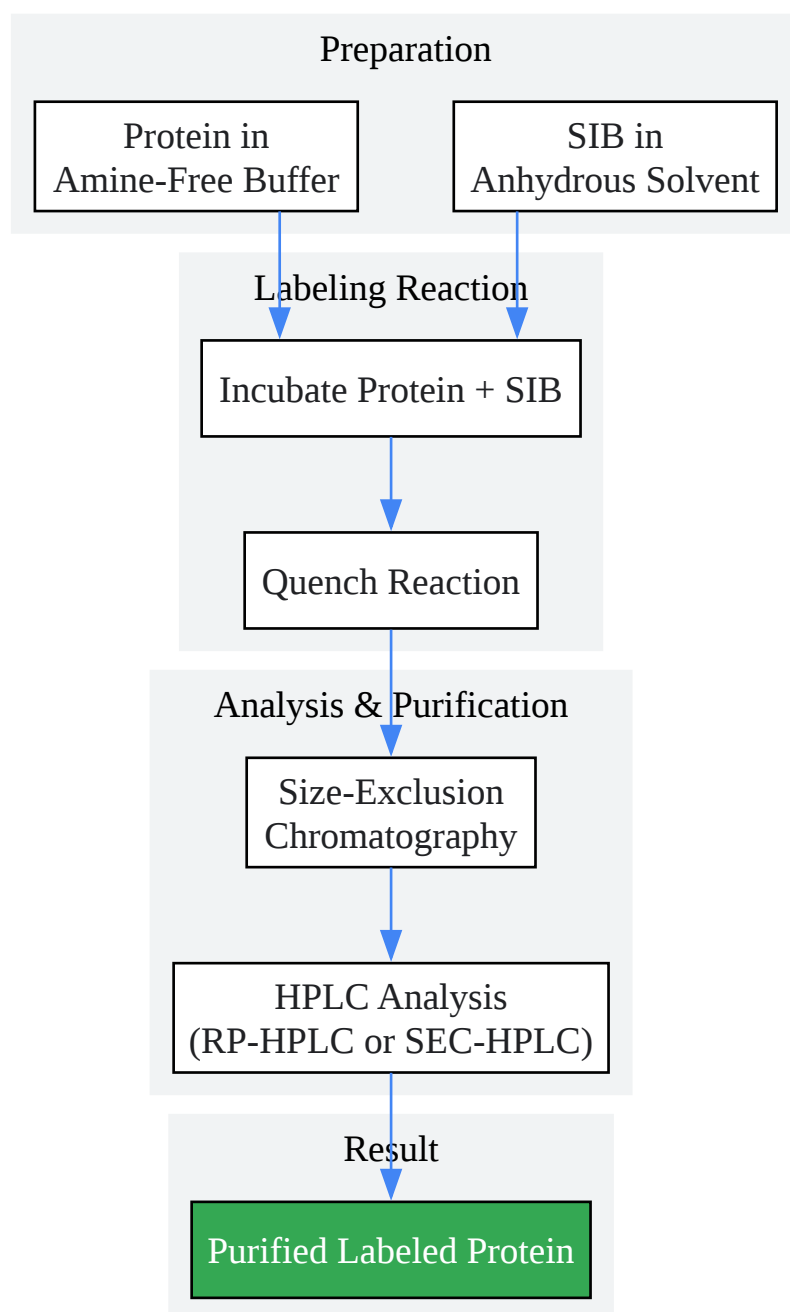 Preparation
Protein in
Amine-Free Buffer
SIB in
Anhydrous Solvent
Labeling Reaction
Incubate Protein + SIB
Quench Reaction
Analysis & Purification
Size-Exclusion
Chromatography
HPLC Analysis
(RP-HPLC or SEC-HPLC)
Result
Purified Labeled Protein